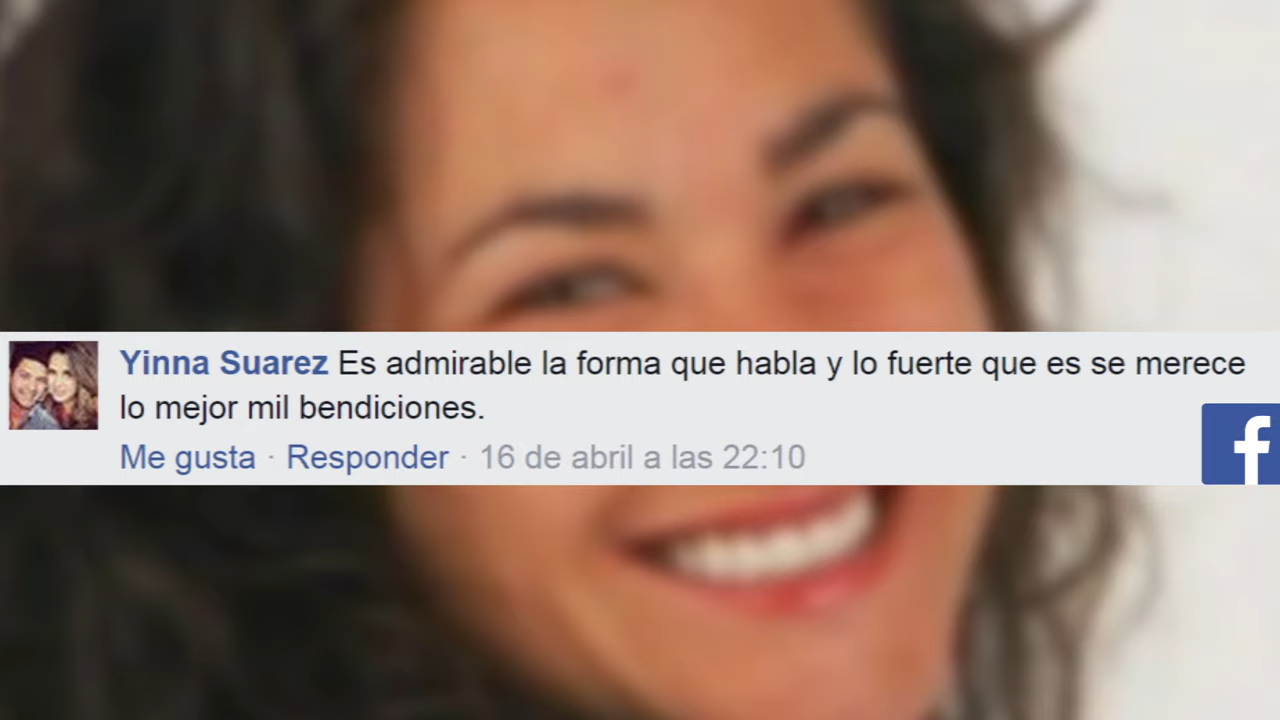 Yinna Suarez Es admirable la forma que habla y lo fuerte que es se merece
lo mejor mil bendiciones.
Me gusta · Responder · 16 de abril a las 22:10
f